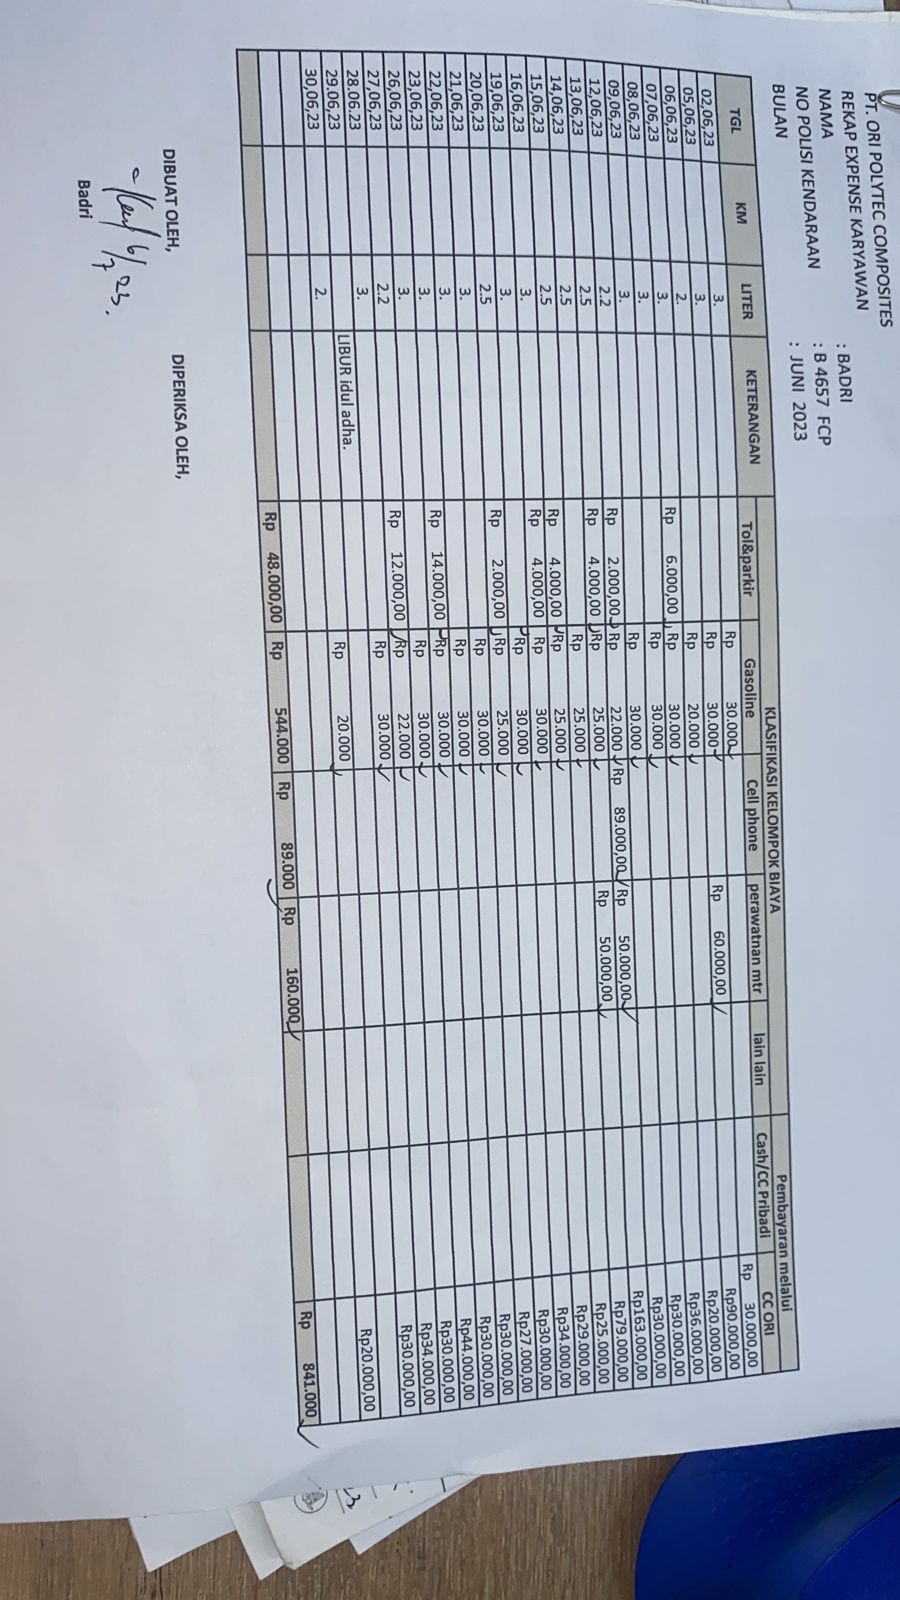 PT. ORI POLYTEC COMPOSITES
REKAP EXPENSE KARYAWAN
NAMA : BADRI
NO POLISI KENDARAAN : B 4657 FCP
BULAN : JUNI 2023
KLASIFIKASI KELOMPOK BIAYA Pembayaran melalui
TGL KM LITER KETERANGAN Tol&parkir Gasoline Cell phone perawatnan mtr lain lain Cash/CC Pribadi CC ORI
02,06,23 3. Rp 30.000 Rp 30.000,00
05,06,23 3. Rp 30.000 Rp 60.000,00 Rp90.000,00
06,06,23 2. Rp 20.000 Rp20.000,00
07,06,23 3. Rp 6.000,00 Rp 30.000 Rp36.000,00
08,06,23 3. Rp 30.000 Rp30.000,00
09,06,23 3. Rp 30.000 Rp30.000,00
12,06,23 2.2 Rp 2.000,00 Rp 22.000 Rp 89.000,00 Rp 50.000,00 Rp163.000,00
13,06,23 2.5 Rp 4.000,00 Rp 25.000 Rp 50.000,00 Rp79.000,00
14,06,23 2.5 Rp 25.000 Rp25.000,00
15,06,23 2.5 Rp 4.000,00 Rp 25.000 Rp29.000,00
16,06,23 3. Rp 4.000,00 Rp 30.000 Rp34.000,00
19,06,23 3. Rp 30.000 Rp30.000,00
20,06,23 2.5 Rp 2.000,00 Rp 25.000 Rp27.000,00
21,06,23 3. Rp 30.000 Rp30.000,00
22,06,23 3. Rp 30.000 Rp30.000,00
23,06,23 3. Rp 14.000,00 Rp 30.000 Rp44.000,00
26,06,23 3. Rp 30.000 Rp30.000,00
27,06,23 2.2 Rp 12.000,00 Rp 22.000 Rp34.000,00
28.06.23 3. Rp 30.000 Rp30.000,00
29.06,23 LIBUR idul adha.
30,06,23 2. Rp 20.000 Rp20.000,00
Rp 48.000,00 Rp 544.000 Rp 89.000 Rp 160.000 Rp 841.000
DIBUAT OLEH, DIPERIKSA OLEH,
6/7 23.
Badri